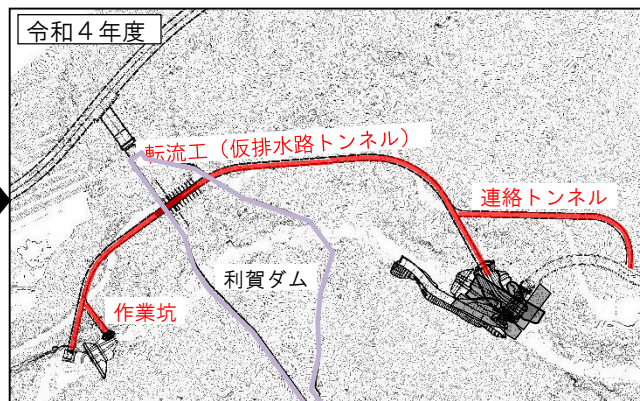 令和４年度
転流工（仮排水路トンネル）
連絡トンネル
利賀ダム
作業坑